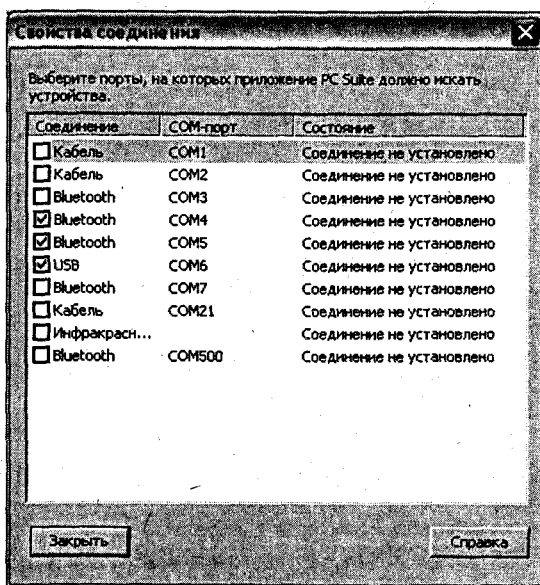 Свойства соединения
Выберите порты, на которых приложение PC Suite должно искать
устройства.
Соединение COM-порт Состояние
Кабель COM1 Соединение не установлено
Кабель COM2 Соединение не установлено
Bluetooth COM3 Соединение не установлено
Bluetooth COM4 Соединение не установлено
Bluetooth COM5 Соединение не установлено
USB COM6 Соединение не установлено
Bluetooth COM7 Соединение не установлено
Кабель COM21 Соединение не установлено
Инфракрасн... Соединение не установлено
Bluetooth COM500 Соединение не установлено
Закрыть Справка